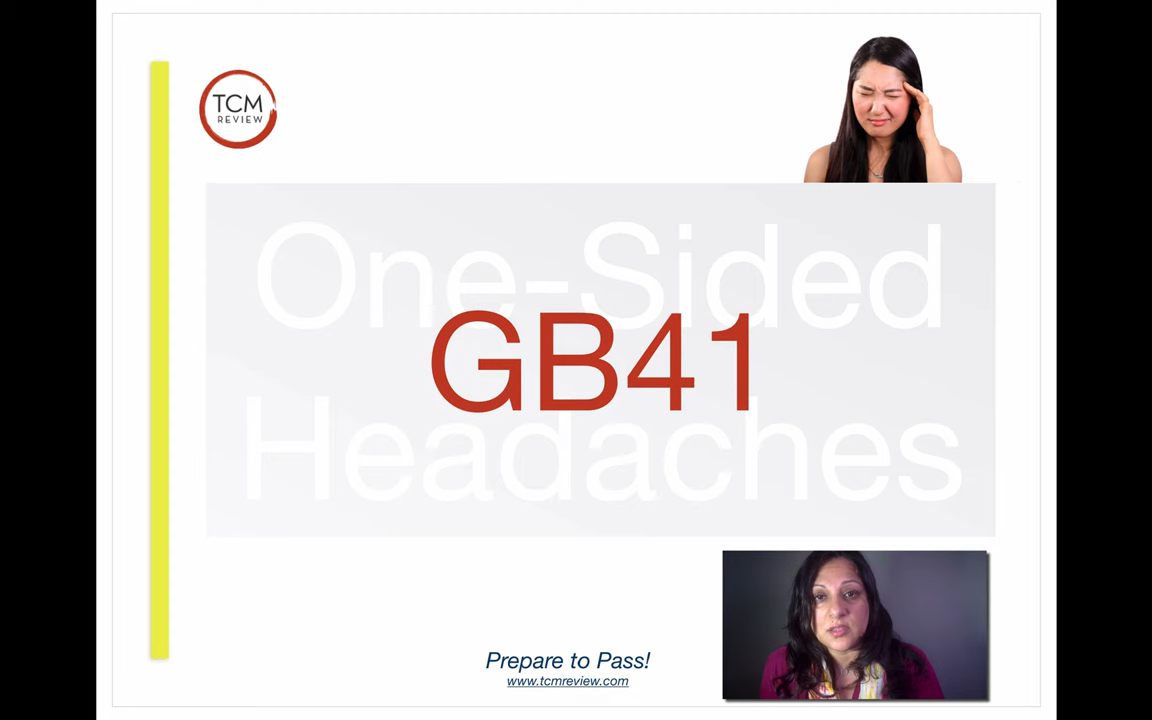 TCM
REVIEW
One-Sided
GB41
Headaches
Prepare to Pass!
www.tcmreview.com